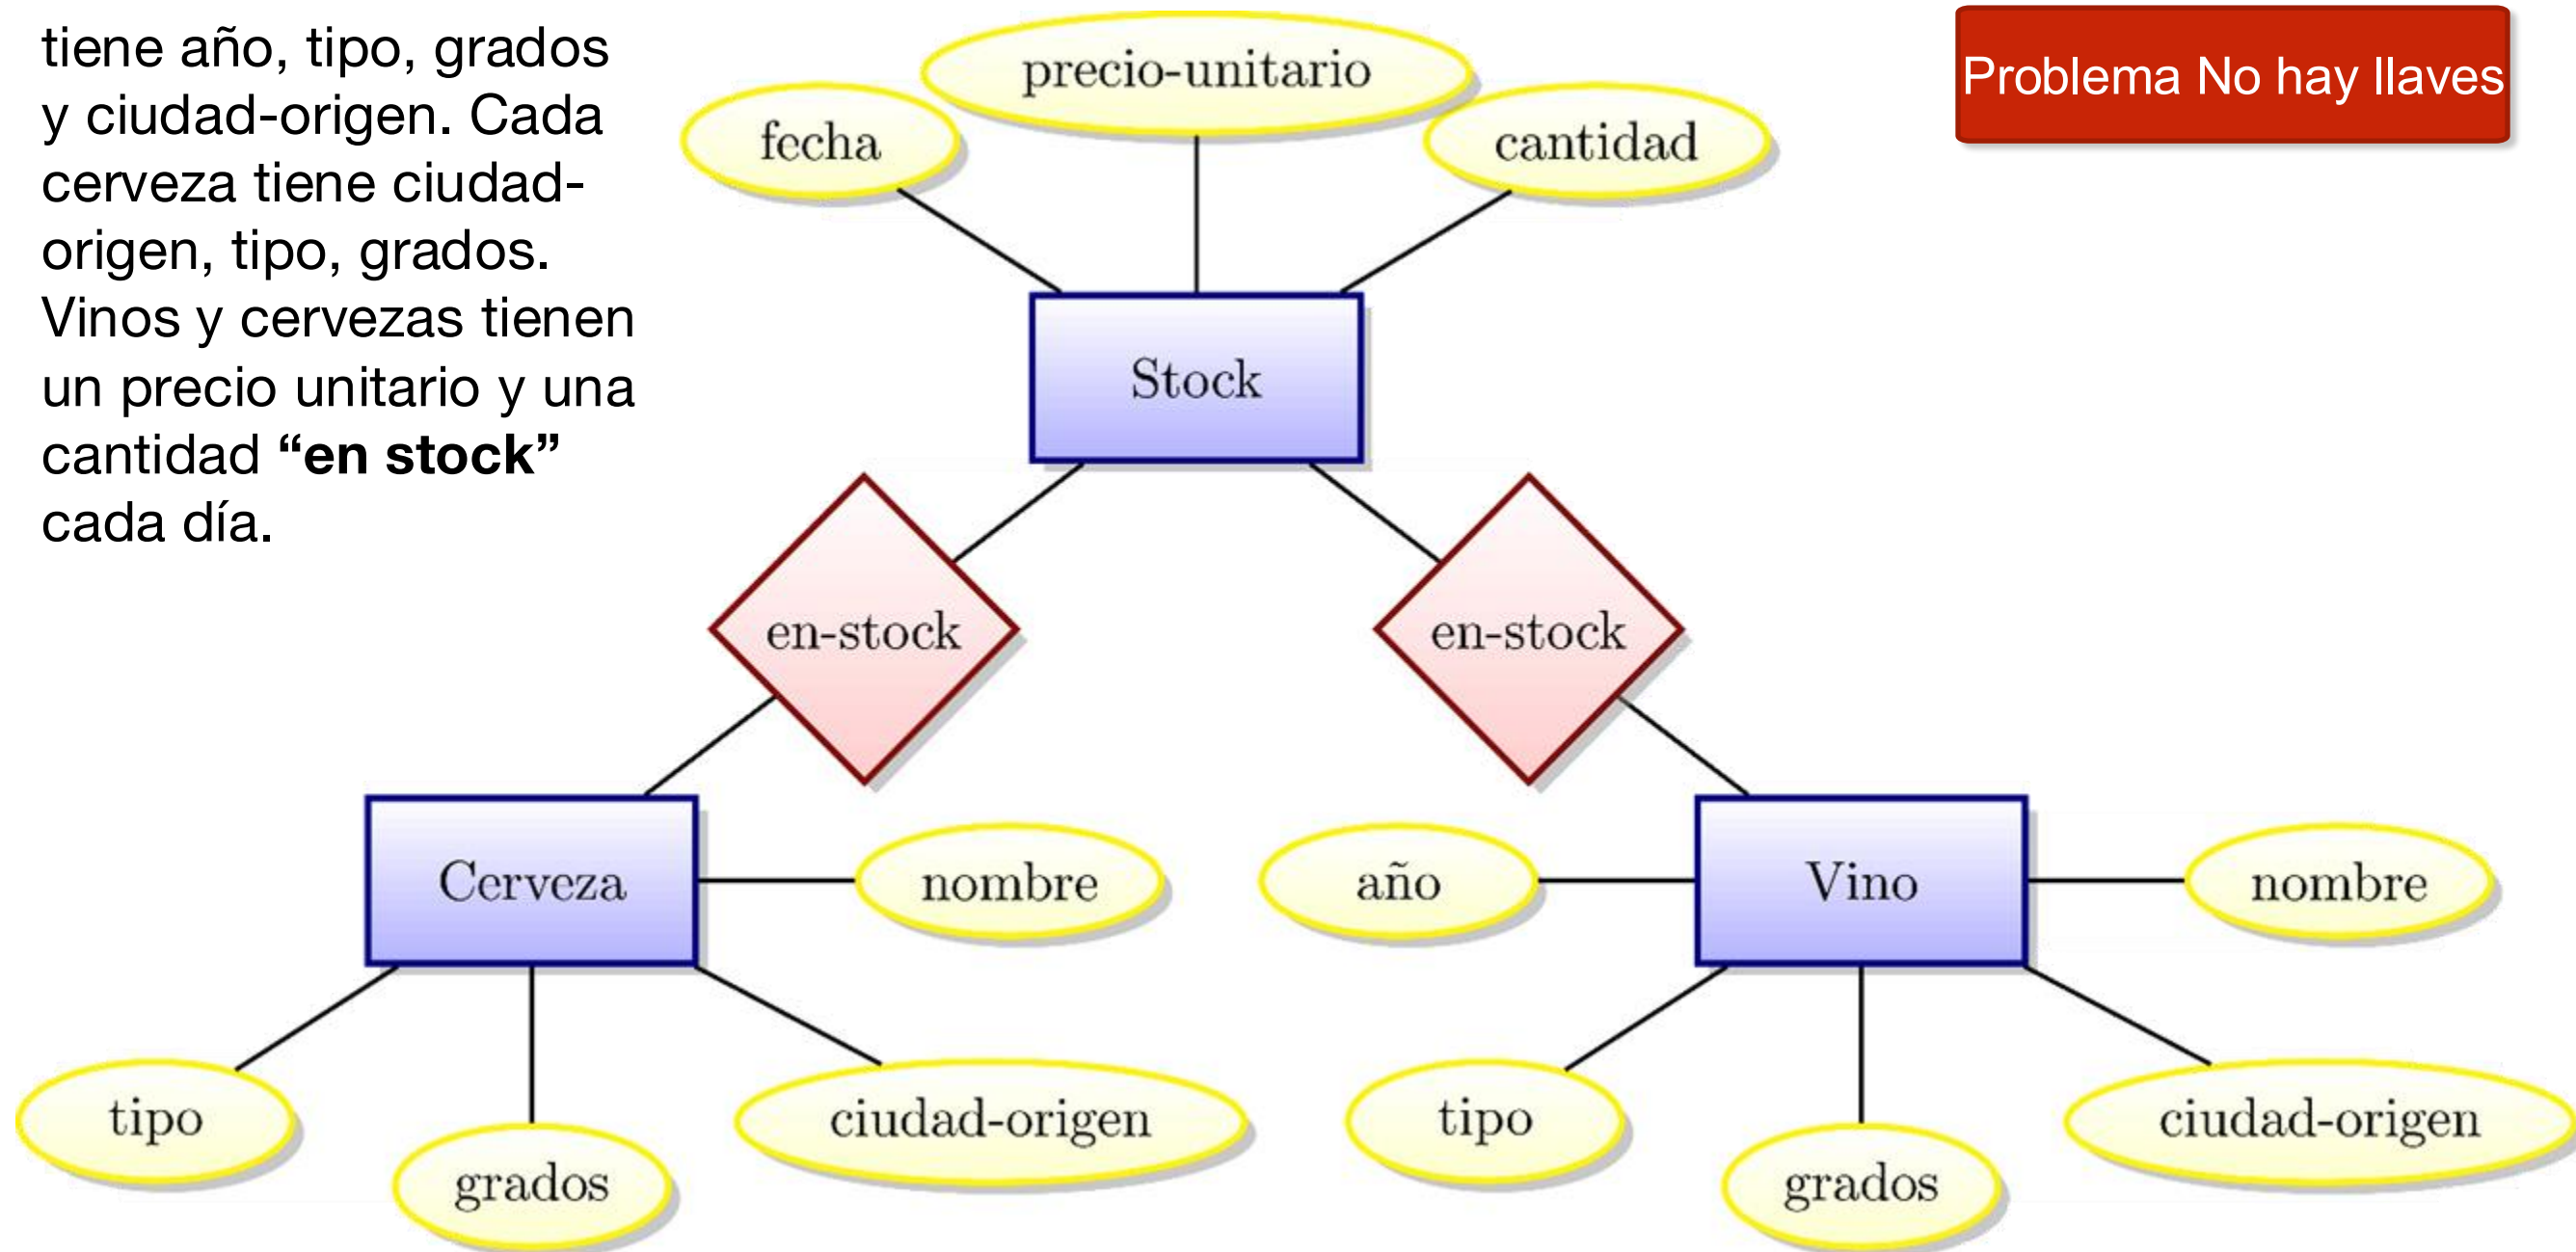 tiene año, tipo, grados
y ciudad-origen. Cada
cerveza tiene ciudad-
origen, tipo, grados.
Vinos y cervezas tienen
un precio unitario y una
cantidad “en stock”
cada día.
Problema No hay llaves
precio-unitario
fecha
cantidad
Stock
en-stock
en-stock
Cerveza
nombre
año
Vino
nombre
tipo
grados
ciudad-origen
tipo
grados
ciudad-origen